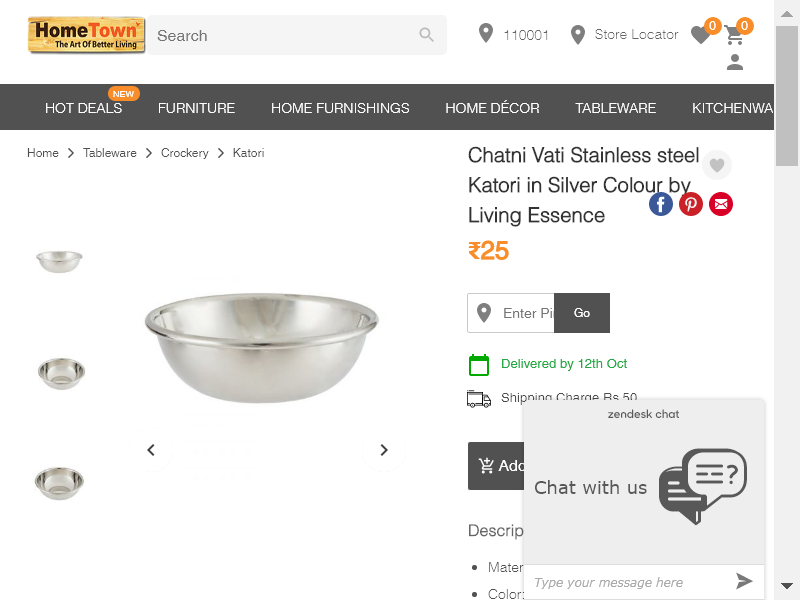 HomeTown
The Art Of Better Living
Search
110001
Store Locator
0
0
NEW
HOT DEALS
FURNITURE
HOME FURNISHINGS
HOME DÉCOR
TABLEWARE
KITCHENWA
Home
Tableware
Crockery
Katori
Chatni Vati Stainless steel
Katori in Silver Colour by
Living Essence
₹25
Enter Pi
Go
Delivered by 12th Oct
Shipping Charge Rs 50
Add
zendesk chat
Chat with us
Type your message here
Descrip
Mater
Color: